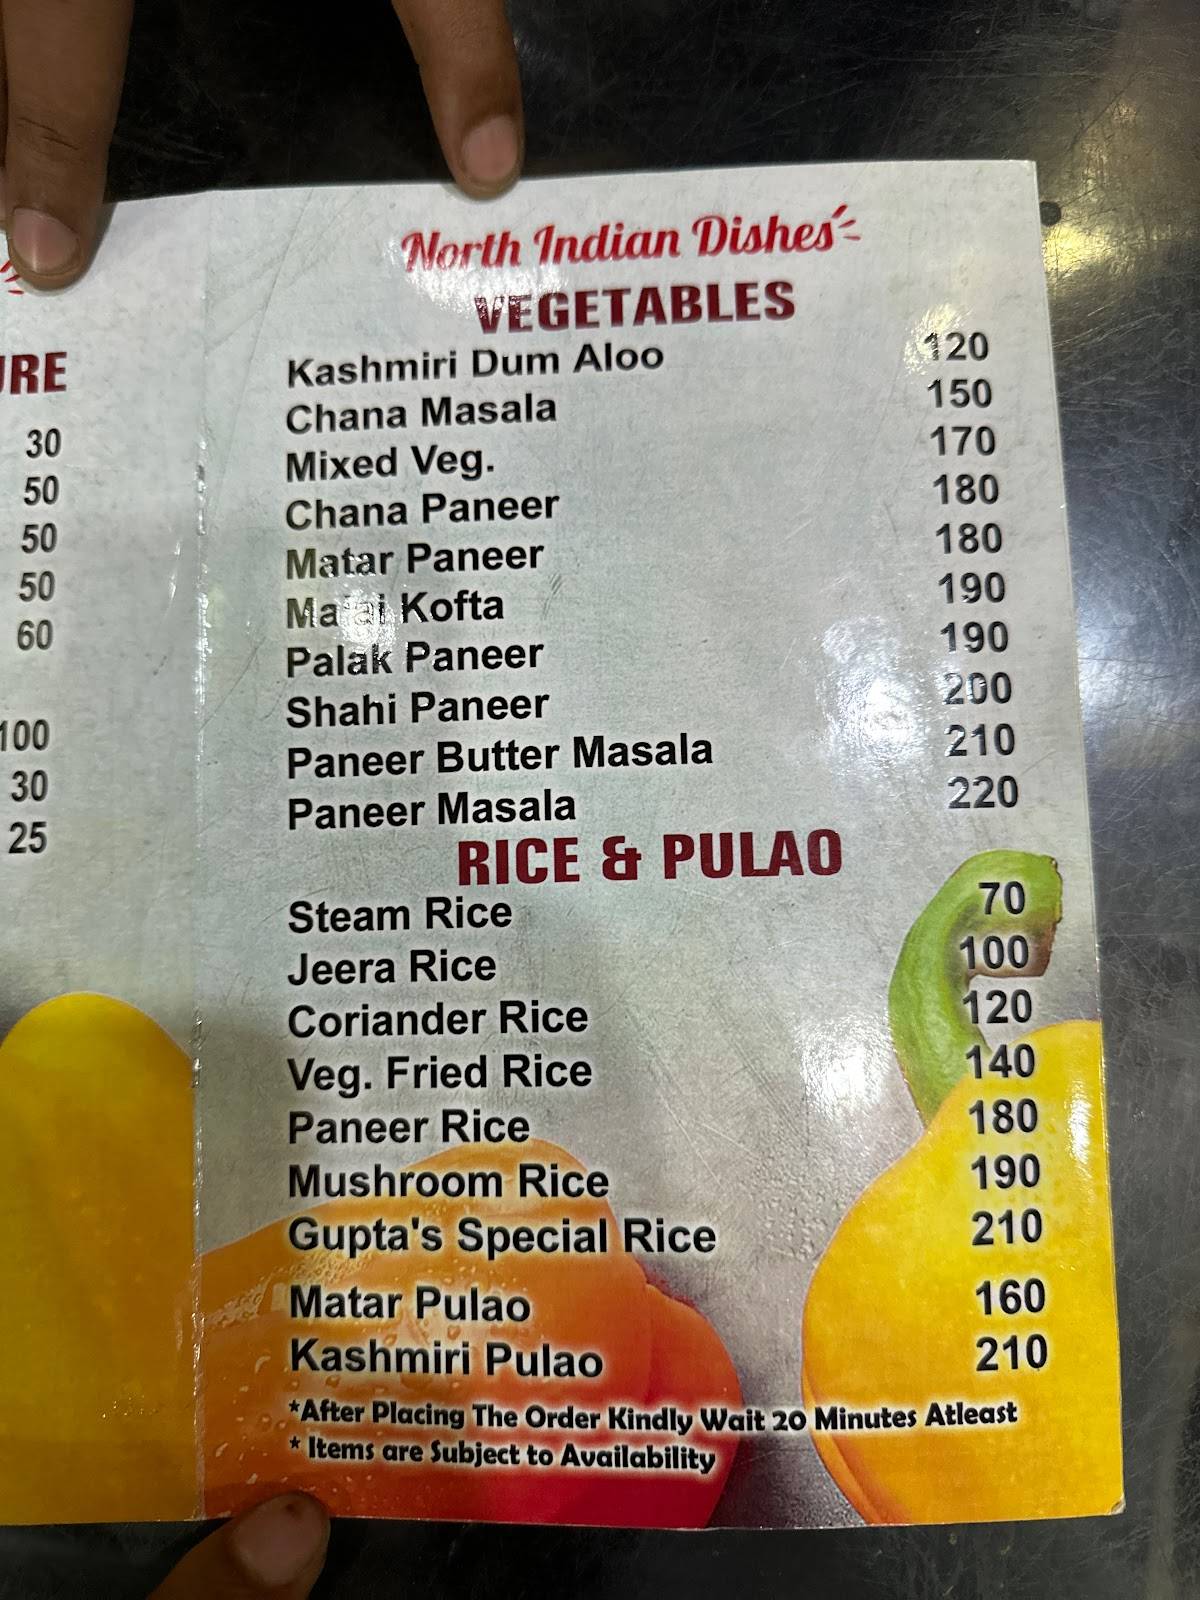 URE
30
50
50
50
60
100
30
25
North Indian Dishes
VEGETABLES
Kashmiri Dum Aloo 120
Chana Masala 150
Mixed Veg. 170
Chana Paneer 180
Matar Paneer 180
Malai Kofta 190
Palak Paneer 190
Shahi Paneer 200
Paneer Butter Masala 210
Paneer Masala 220
RICE & PULAO
Steam Rice 70
Jeera Rice 100
Coriander Rice 120
Veg. Fried Rice 140
Paneer Rice 180
Mushroom Rice 190
Gupta's Special Rice 210
Matar Pulao 160
Kashmiri Pulao 210
*After Placing The Order Kindly Wait 20 Minutes Atleast
* Items are Subject to Availability